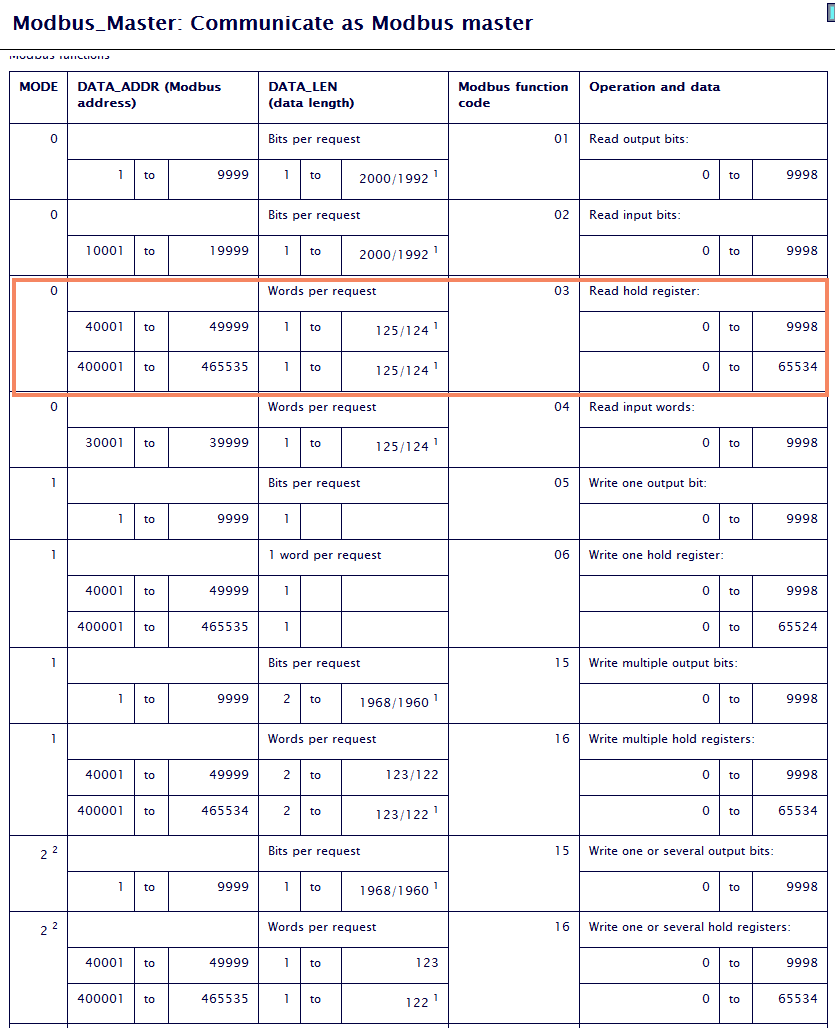 Modbus_Master: Communicate as Modbus master
Modbus functions
MODE DATA_ADDR (Modbus address) DATA_LEN (data length) Modbus function code Operation and data
0 Bits per request 01 Read output bits:
1 to 9999 1 to 2000/1992 1 0 to 9998
0 Bits per request 02 Read input bits:
10001 to 19999 1 to 2000/1992 1 0 to 9998
0 Words per request 03 Read hold register:
40001 to 49999 1 to 125/124 1 0 to 9998
400001 to 465535 1 to 125/124 1 0 to 65534
0 Words per request 04 Read input words:
30001 to 39999 1 to 125/124 1 0 to 9998
1 Bits per request 05 Write one output bit:
1 to 9999 1 0 to 9998
1 1 word per request 06 Write one hold register:
40001 to 49999 1 0 to 9998
400001 to 465535 1 0 to 65524
1 Bits per request 15 Write multiple output bits:
1 to 9999 2 to 1968/1960 1 0 to 9998
1 Words per request 16 Write multiple hold registers:
40001 to 49999 2 to 123/122 0 to 9998
400001 to 465534 2 to 123/122 1 0 to 65534
2 2 Bits per request 15 Write one or several output bits:
1 to 9999 1 to 1968/1960 1 0 to 9998
2 2 Words per request 16 Write one or several hold registers:
40001 to 49999 1 to 123 0 to 9998
400001 to 465535 1 to 122 1 0 to 65534